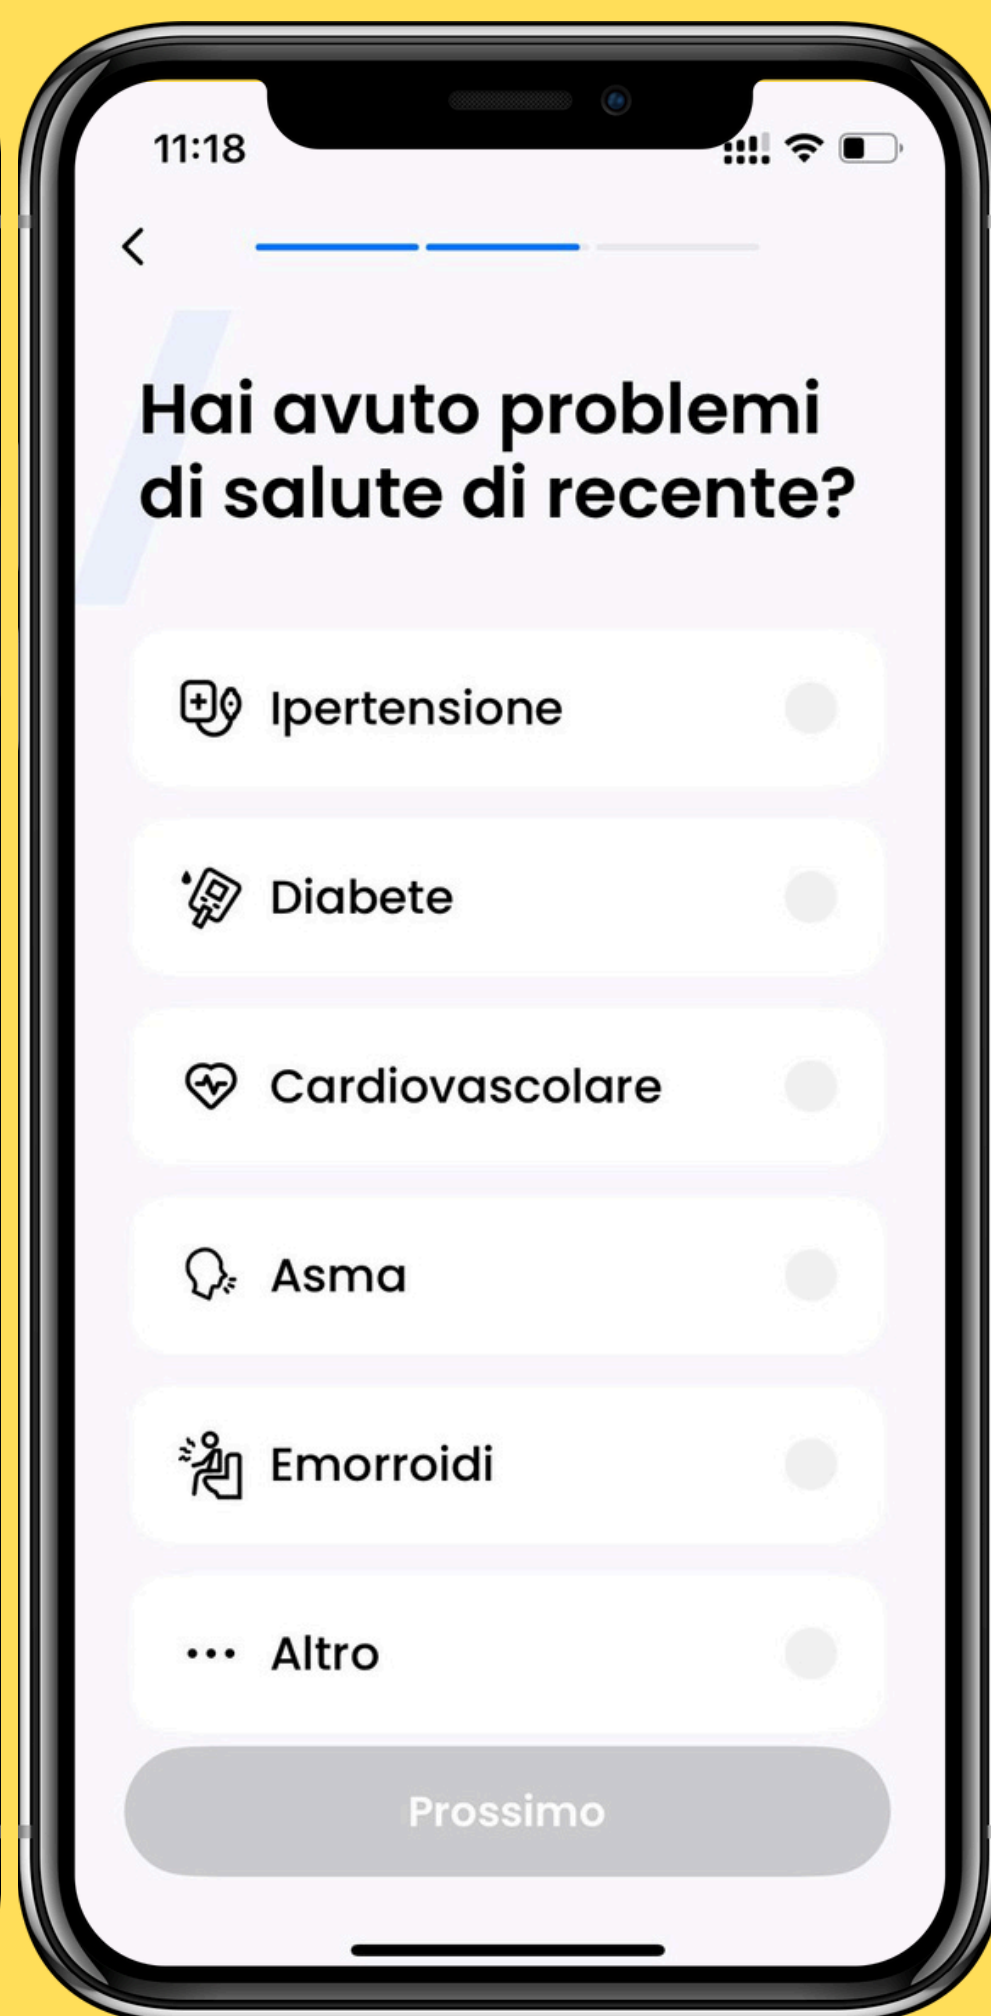 11:18
Hai avuto problemi
di salute di recente?
Ipertensione
Diabete
Cardiovascolare
Asma
Emorroidi
Altro
Prossimo